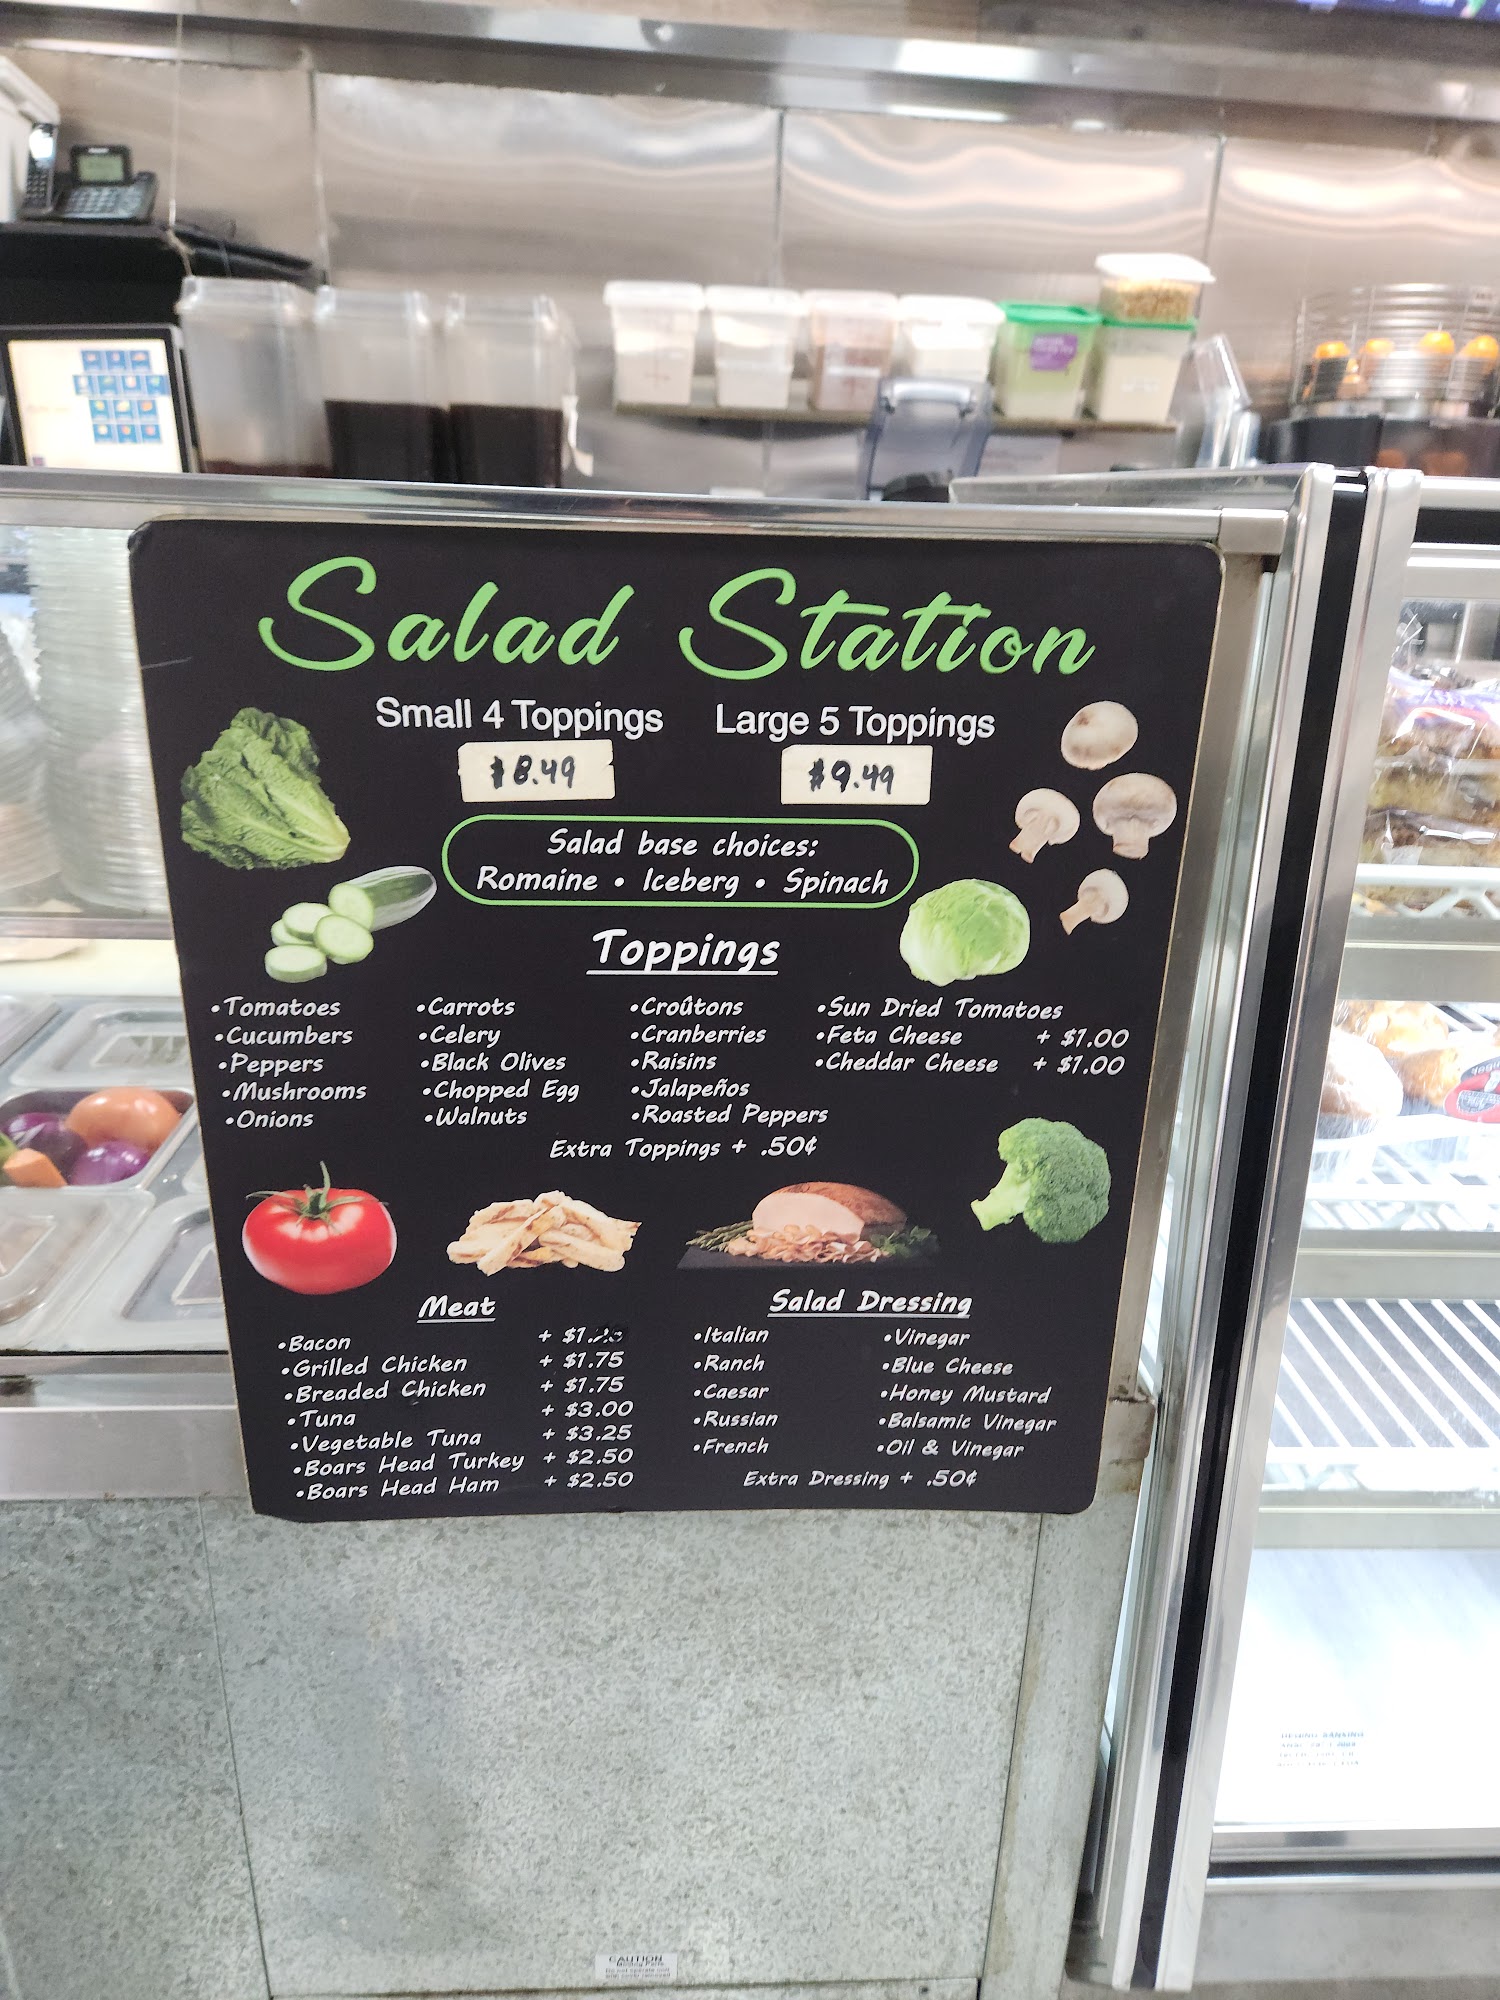 Salad Station
Small 4 Toppings Large 5 Toppings
$8.49 $9.49
Salad base choices:
Romaine • Iceberg • Spinach
Toppings
•Tomatoes
•Cucumbers
•Peppers
•Mushrooms
•Onions
•Carrots
•Celery
•Black Olives
•Chopped Egg
•Walnuts
•Croûtons
•Cranberries
•Raisins
•Jalapeños
•Roasted Peppers
•Sun Dried Tomatoes
•Feta Cheese + $1.00
•Cheddar Cheese + $1.00
Extra Toppings + .50¢
Meat
•Bacon
•Grilled Chicken + $1.75
•Breaded Chicken + $1.75
•Tuna + $3.00
•Vegetable Tuna + $3.25
•Boars Head Turkey + $2.50
•Boars Head Ham + $2.50
Salad Dressing
•Italian
•Ranch
•Caesar
•Russian
•French
•Vinegar
•Blue Cheese
•Honey Mustard
•Balsamic Vinegar
•Oil & Vinegar
Extra Dressing + .50¢
CAUTION